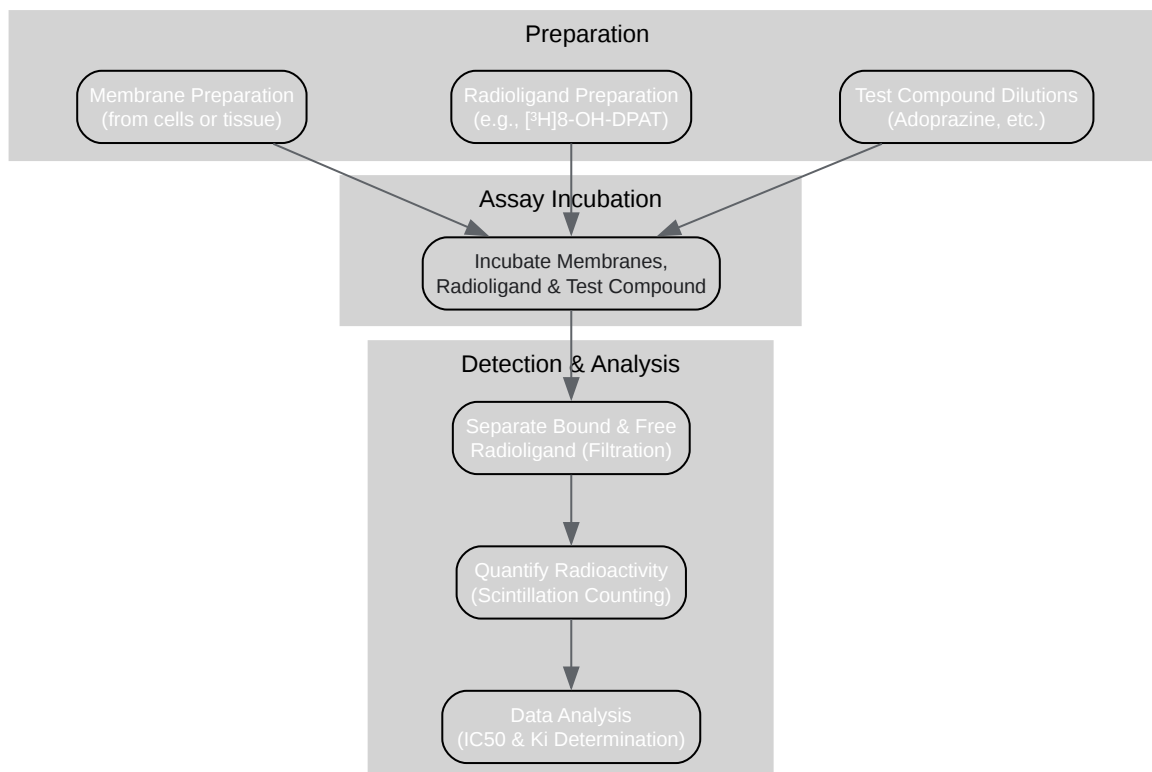 Preparation
Membrane Preparation
(from cells or tissue)
Radioligand Preparation
(e.g., [³H]8-OH-DPAT)
Test Compound Dilutions
(Adoprazine, etc.)
Assay Incubation
Incubate Membranes,
Radioligand & Test Compound
Detection & Analysis
Separate Bound & Free
Radioligand (Filtration)
Quantify Radioactivity
(Scintillation Counting)
Data Analysis
(IC50 & Ki Determination)